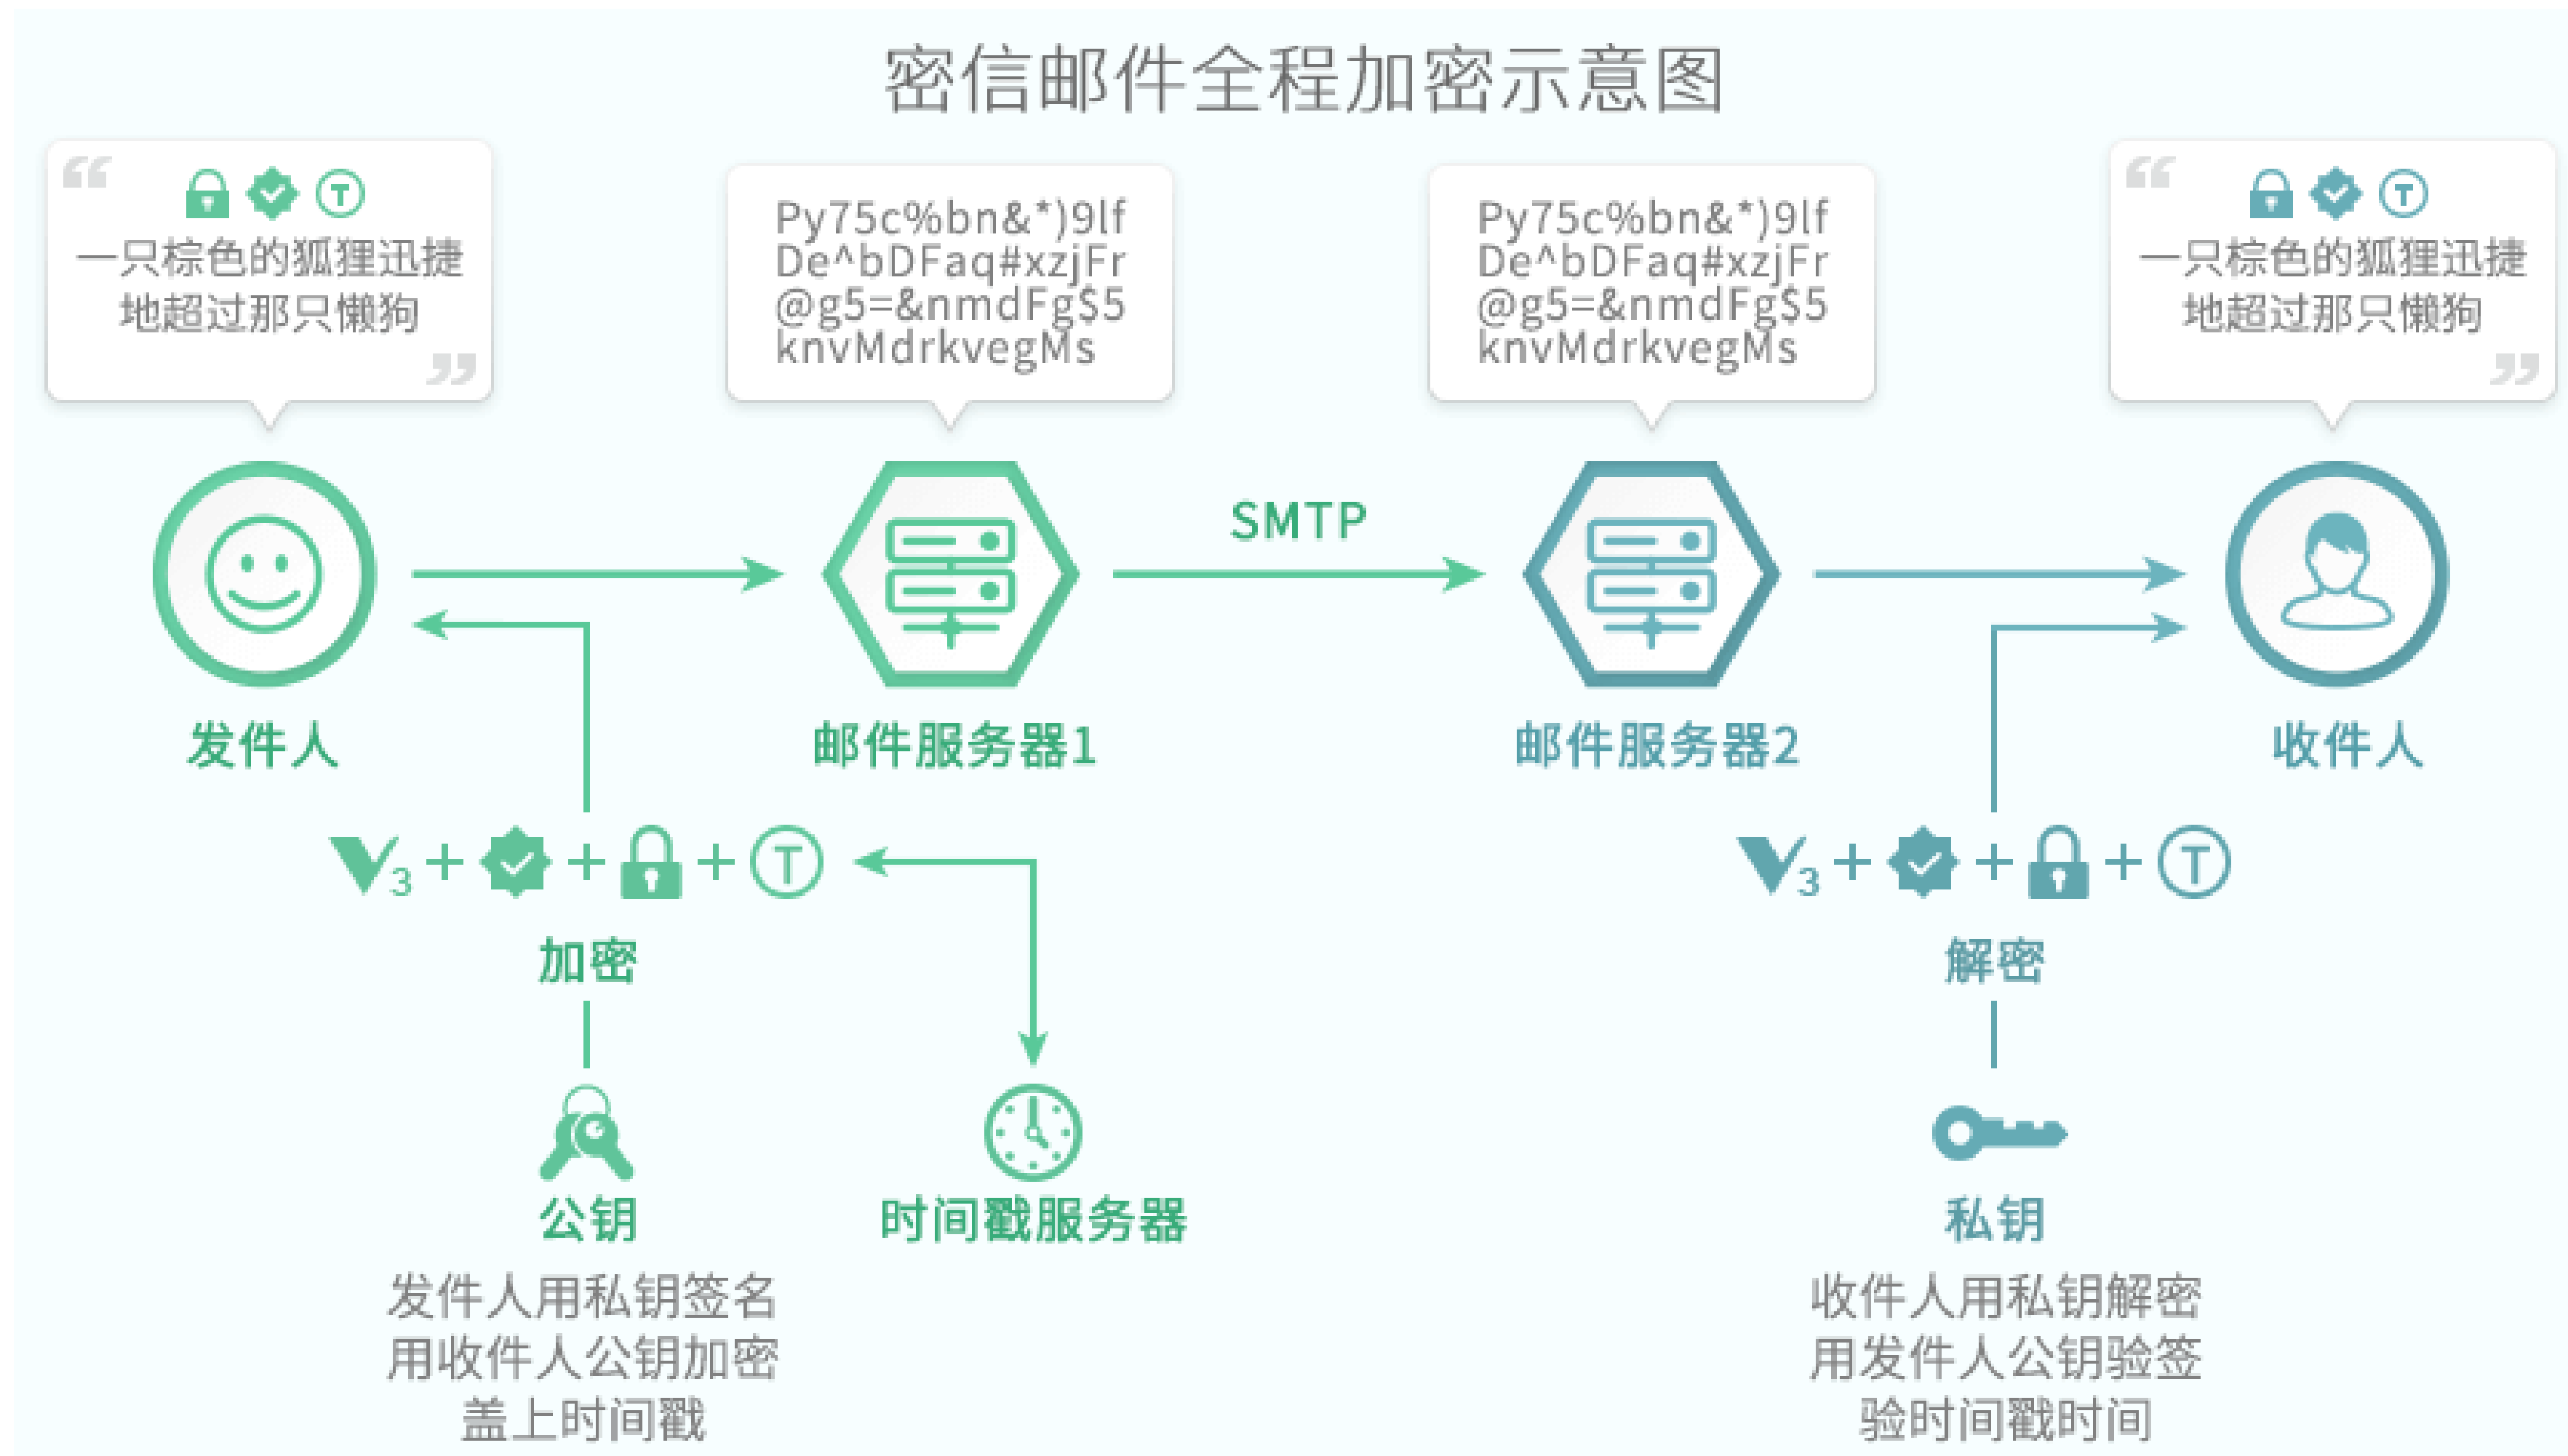 密信邮件全程加密示意图
T
一只棕色的狐狸迅捷
地超过那只懒狗
Py75c%bn&*)9lf
De^bDFaq#xzjFr
@g5=&nmdFg$5
knvMdrkvegMs
Py75c%bn&*)9lf
De^bDFaq#xzjFr
@g5=&nmdFg$5
knvMdrkvegMs
T
一只棕色的狐狸迅捷
地超过那只懒狗
SMTP
发件人
邮件服务器1
邮件服务器2
收件人
V3 + + + T
V3 + + + T
加密
解密
公钥
时间戳服务器
私钥
发件人用私钥签名
用收件人公钥加密
盖上时间戳
收件人用私钥解密
用发件人公钥验签
验时间戳时间